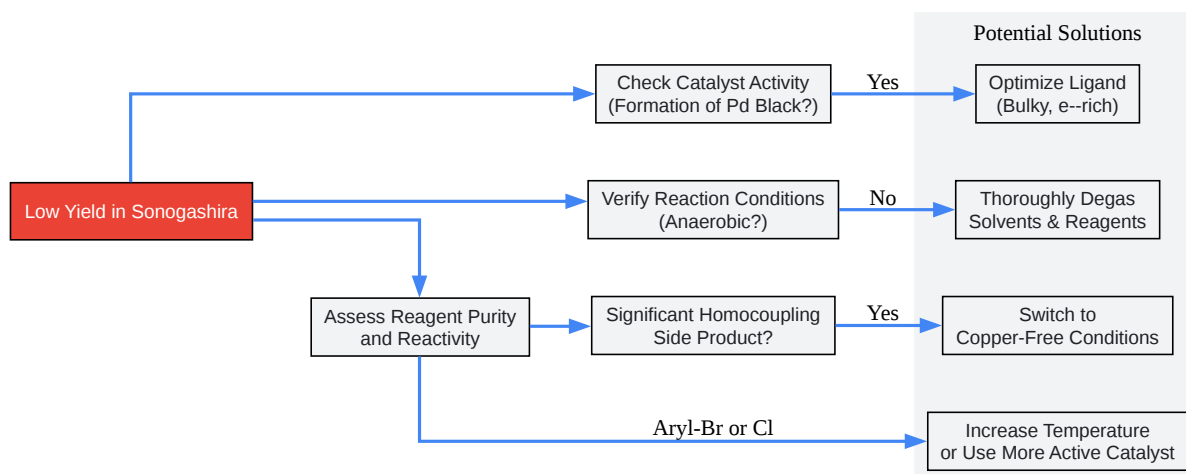 Potential Solutions
Check Catalyst Activity
(Formation of Pd Black?)
Yes
Optimize Ligand
(Bulky, e--rich)
Low Yield in Sonogashira
Verify Reaction Conditions
(Anaerobic?)
No
Thoroughly Degas
Solvents & Reagents
Assess Reagent Purity
and Reactivity
Significant Homocoupling
Side Product?
Yes
Switch to
Copper-Free Conditions
Aryl-Br or Cl
Increase Temperature
or Use More Active Catalyst